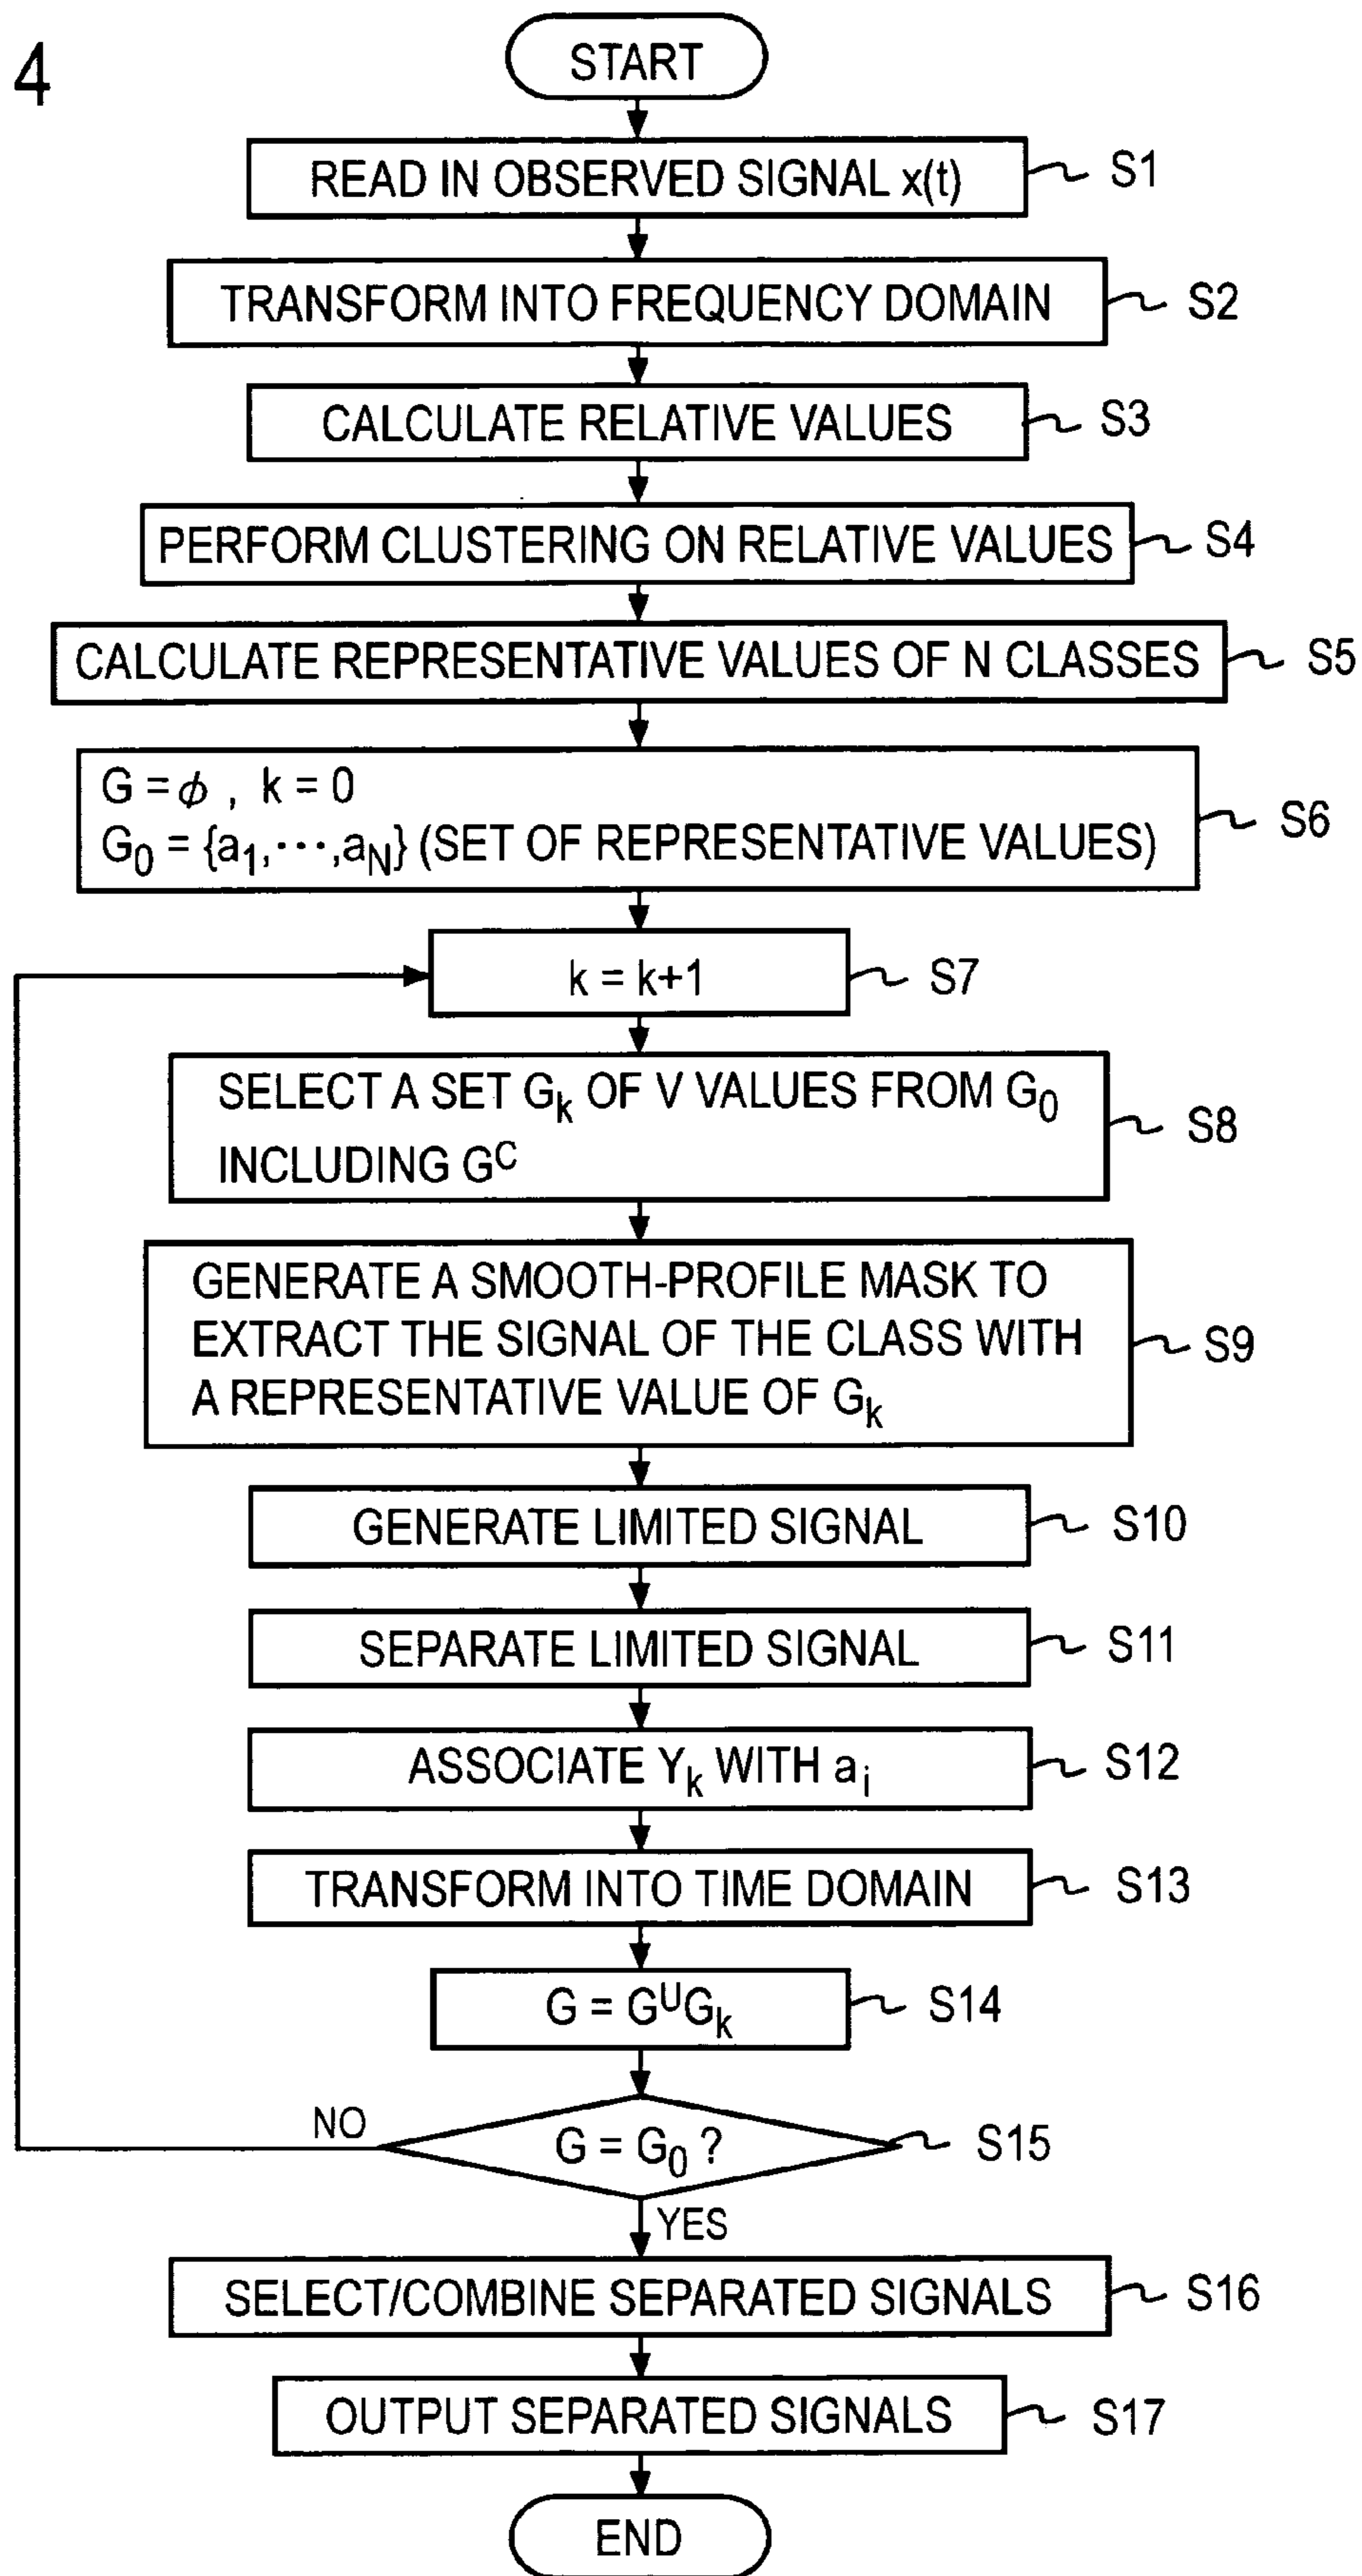 4
START
READ IN OBSERVED SIGNAL x(t)
S1
TRANSFORM INTO FREQUENCY DOMAIN
S2
CALCULATE RELATIVE VALUES
S3
PERFORM CLUSTERING ON RELATIVE VALUES
S4
CALCULATE REPRESENTATIVE VALUES OF N CLASSES
S5
G = ϕ , k = 0
G₀ = {a₁,⋯,a_N} (SET OF REPRESENTATIVE VALUES)
S6
k = k+1
S7
SELECT A SET Gₖ OF V VALUES FROM G₀
INCLUDING Gᶜ
S8
GENERATE A SMOOTH-PROFILE MASK TO
EXTRACT THE SIGNAL OF THE CLASS WITH
A REPRESENTATIVE VALUE OF Gₖ
S9
GENERATE LIMITED SIGNAL
S10
SEPARATE LIMITED SIGNAL
S11
ASSOCIATE Yₖ WITH aᵢ
S12
TRANSFORM INTO TIME DOMAIN
S13
G = GᵁGₖ
S14
NO
G = G₀ ?
S15
YES
SELECT/COMBINE SEPARATED SIGNALS
S16
OUTPUT SEPARATED SIGNALS
S17
END